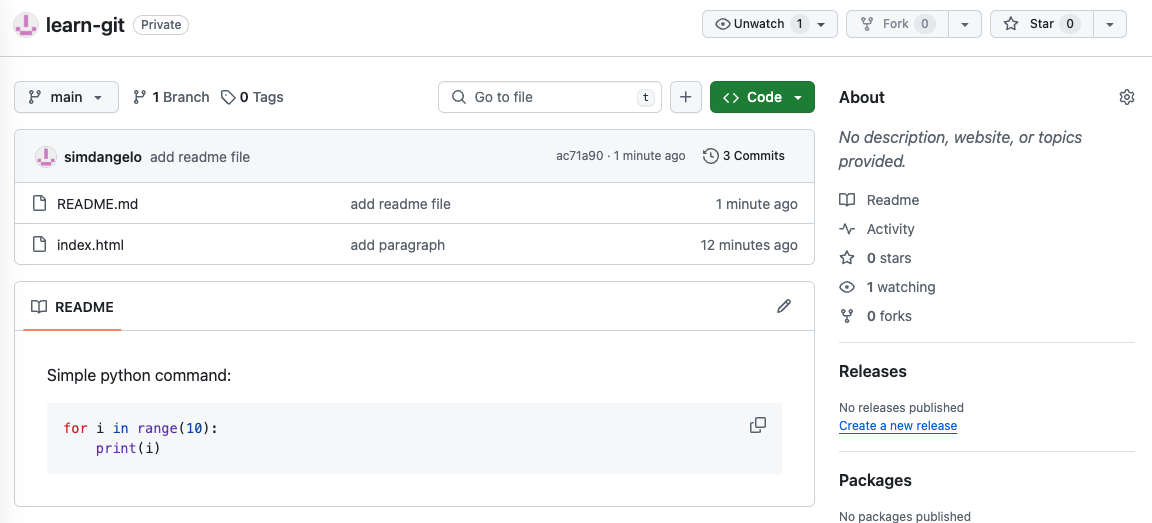 learn-git Private Unwatch 1 Fork 0 Star 0
main 1 Branch 0 Tags Go to file t + <> Code
simdangelo add readme file ac71a90 · 1 minute ago 3 Commits
README.md add readme file 1 minute ago
index.html add paragraph 12 minutes ago
README
Simple python command:
for i in range(10):
    print(i)
About
No description, website, or topics
provided.
Readme
Activity
0 stars
1 watching
0 forks
Releases
No releases published
Create a new release
Packages
No packages published